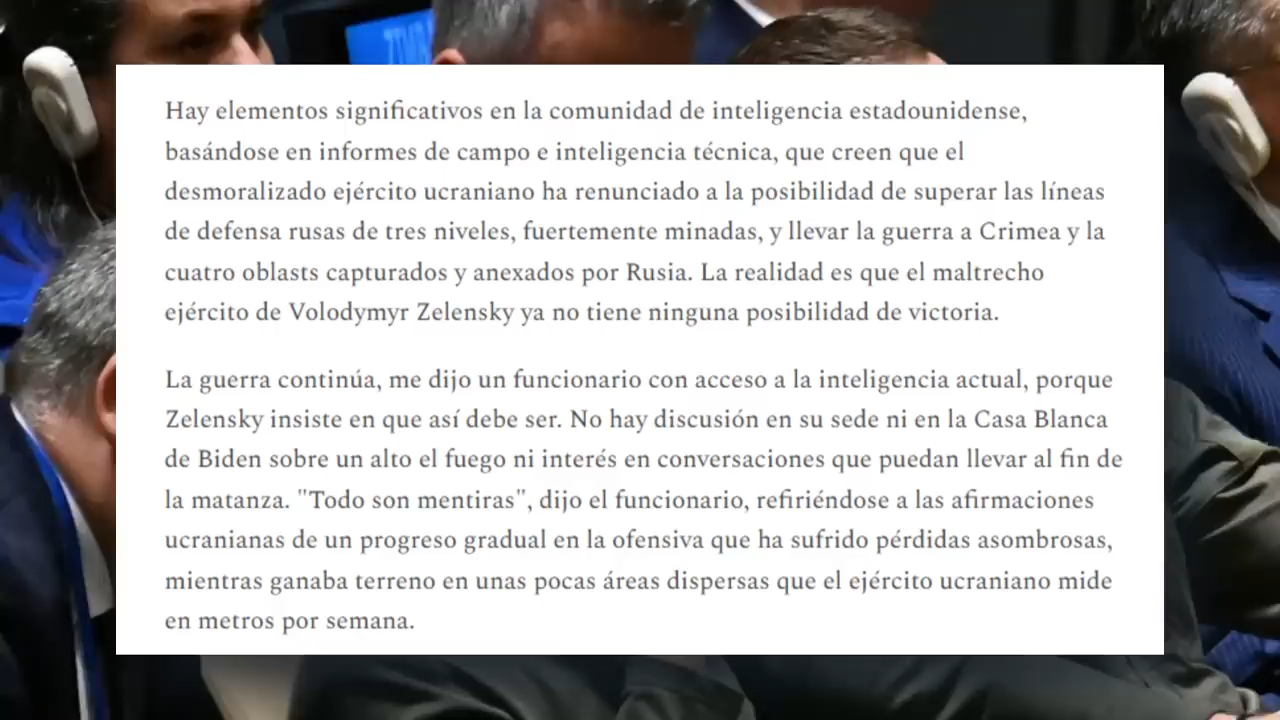 Hay elementos significativos en la comunidad de inteligencia estadounidense,
basándose en informes de campo e inteligencia técnica, que creen que el
desmoralizado ejército ucraniano ha renunciado a la posibilidad de superar las líneas
de defensa rusas de tres niveles, fuertemente minadas, y llevar la guerra a Crimea y la
cuatro oblasts capturados y anexados por Rusia. La realidad es que el maltrecho
ejército de Volodymyr Zelensky ya no tiene ninguna posibilidad de victoria.
La guerra continúa, me dijo un funcionario con acceso a la inteligencia actual, porque
Zelensky insiste en que así debe ser. No hay discusión en su sede ni en la Casa Blanca
de Biden sobre un alto el fuego ni interés en conversaciones que puedan llevar al fin de
la matanza. "Todo son mentiras", dijo el funcionario, refiriéndose a las afirmaciones
ucranianas de un progreso gradual en la ofensiva que ha sufrido pérdidas asombrosas,
mientras ganaba terreno en unas pocas áreas dispersas que el ejército ucraniano mide
en metros por semana.